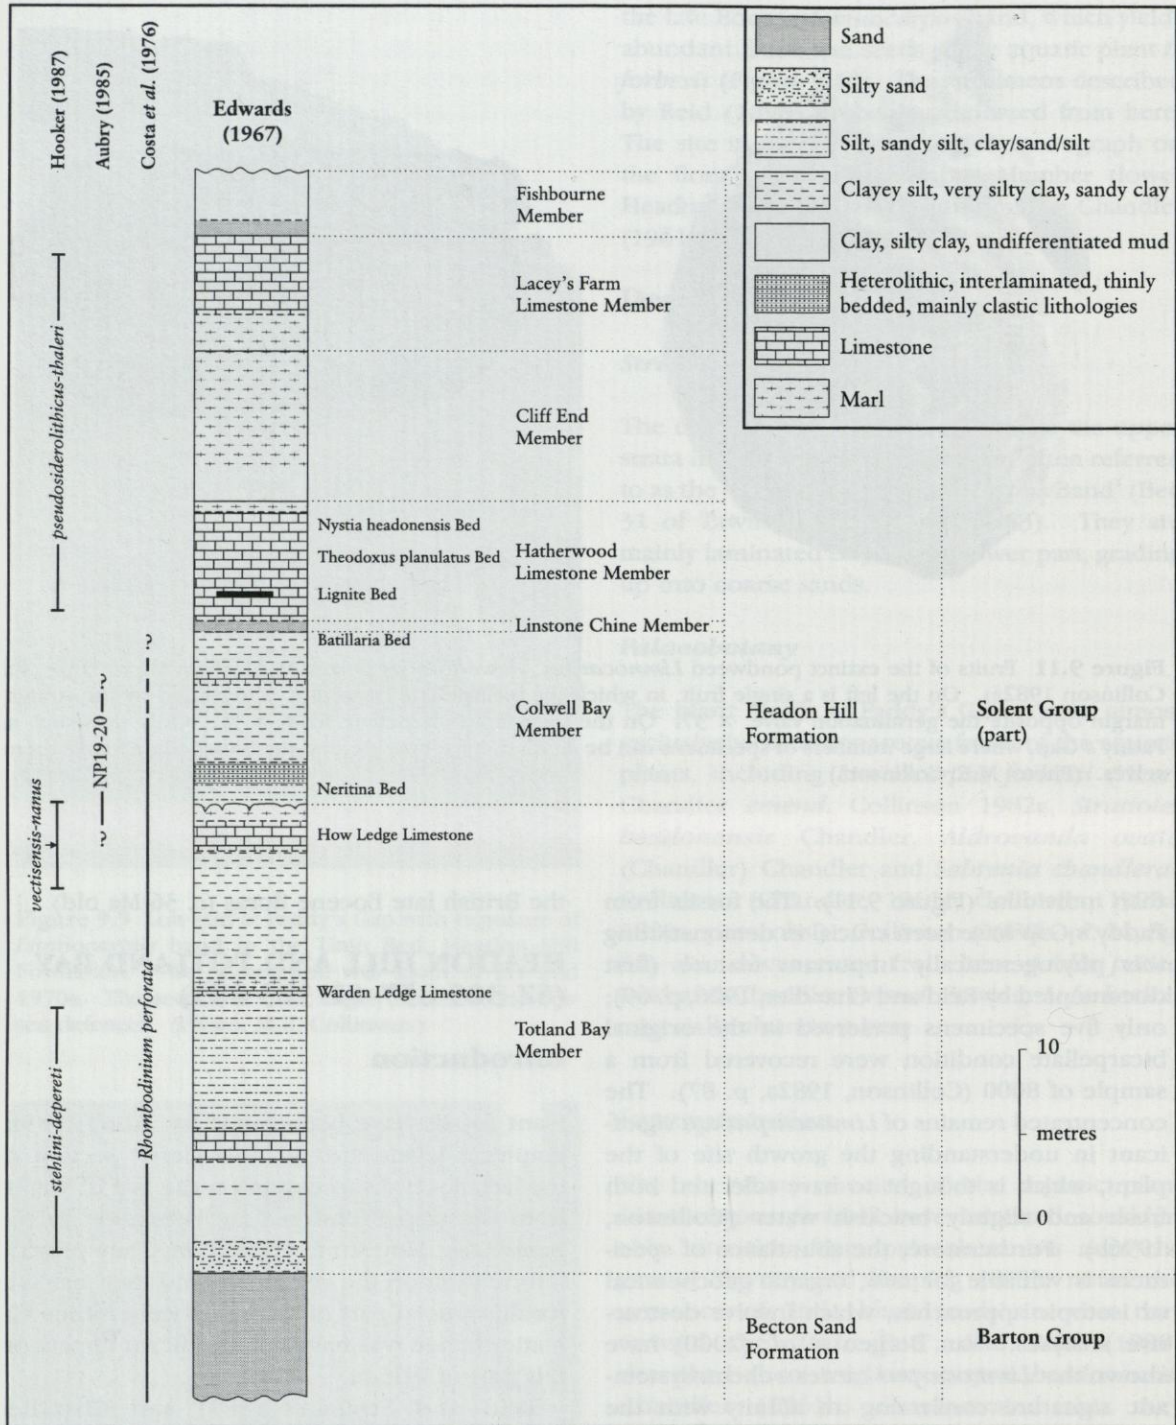 Hooker (1987)
Aubry (1985)
Costa et al. (1976)
Edwards
(1967)
Sand
Silty sand
Silt, sandy silt, clay/sand/silt
Clayey silt, very silty clay, sandy clay
Clay, silty clay, undifferentiated mud
Heterolithic, interlaminated, thinly
bedded, mainly clastic lithologies
Limestone
Marl
Fishbourne
Member
Lacey's Farm
Limestone Member
Cliff End
Member
Nystia headonensis Bed
Theodoxus planulatus Bed
Lignite Bed
Hatherwood
Limestone Member
Linstone Chine Member
Batillaria Bed
Colwell Bay
Member
Neritina Bed
How Ledge Limestone
Warden Ledge Limestone
Totland Bay
Member
Headon Hill
Formation
Solent Group
(part)
Becton Sand
Formation
Barton Group
10
metres
0
pseudosiderolithicus-thaleri
vectisensis-nanus
stehlini-depereti
?
NP19-20
?
?
Rhombodinium perforata